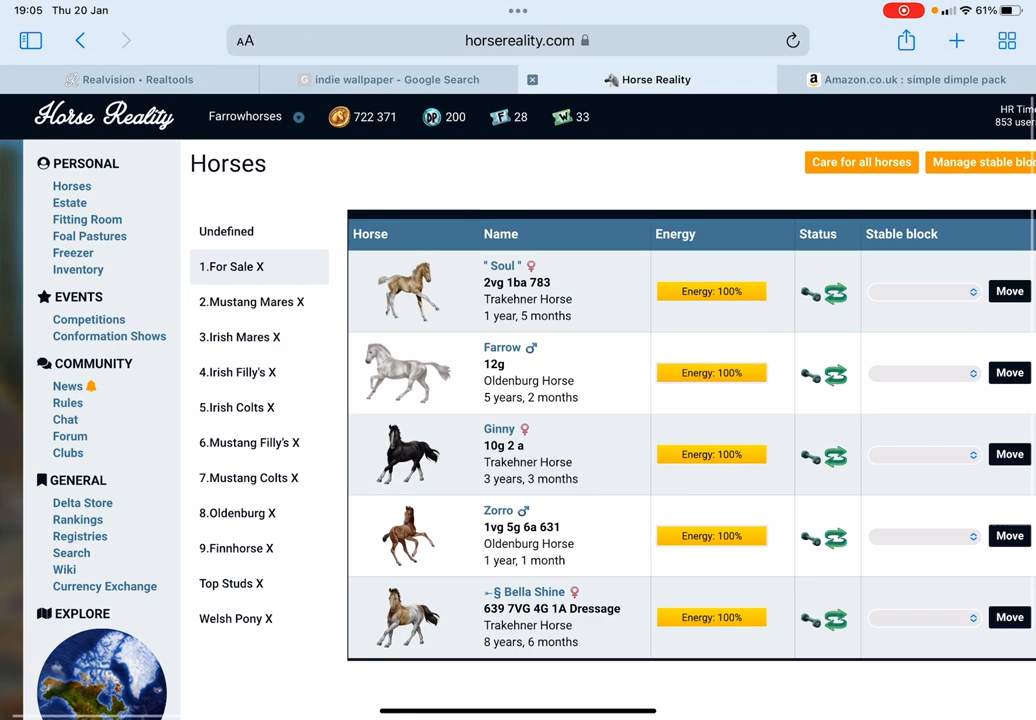 19:05 Thu 20 Jan
61%
AA
horsereality.com
Realvision • Realtools
indie wallpaper - Google Search
Horse Reality
Amazon.co.uk : simple dimple pack
Horse Reality
Farrowhorses
722 371
DP 200
F 28
W 33
HR Time
853 user
PERSONAL
Horses
Estate
Fitting Room
Foal Pastures
Freezer
Inventory
EVENTS
Competitions
Conformation Shows
COMMUNITY
News
Rules
Chat
Forum
Clubs
GENERAL
Delta Store
Rankings
Registries
Search
Wiki
Currency Exchange
EXPLORE
Horses
Care for all horses
Manage stable bloc
Undefined
1.For Sale X
2.Mustang Mares X
3.Irish Mares X
4.Irish Filly's X
5.Irish Colts X
6.Mustang Filly's X
7.Mustang Colts X
8.Oldenburg X
9.Finnhorse X
Top Studs X
Welsh Pony X
Horse Name Energy Status Stable block
" Soul " ♀
2vg 1ba 783
Trakehner Horse
1 year, 5 months
Energy: 100%
Move
Farrow ♂
12g
Oldenburg Horse
5 years, 2 months
Energy: 100%
Move
Ginny ♀
10g 2 a
Trakehner Horse
3 years, 3 months
Energy: 100%
Move
Zorro ♂
1vg 5g 6a 631
Oldenburg Horse
1 year, 1 month
Energy: 100%
Move
➳§ Bella Shine ♀
639 7VG 4G 1A Dressage
Trakehner Horse
8 years, 6 months
Energy: 100%
Move